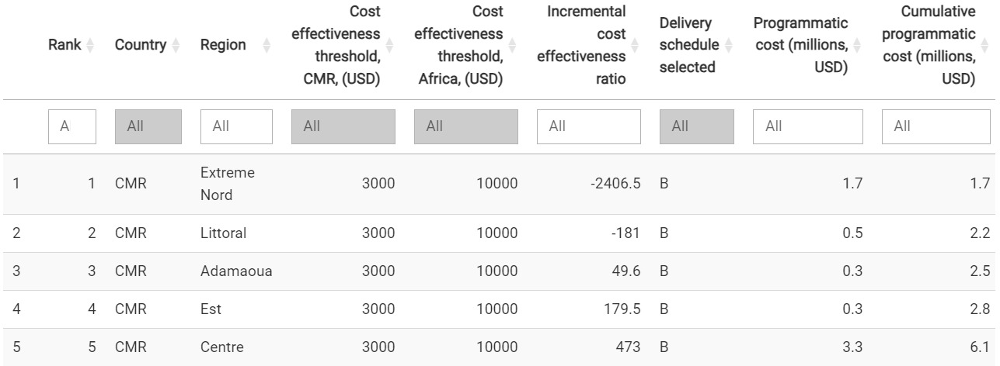 Rank Country Region Cost effectiveness threshold, CMR, (USD) Cost effectiveness threshold, Africa, (USD) Incremental cost effectiveness ratio Delivery schedule selected Programmatic cost (millions, USD) Cumulative programmatic cost (millions, USD)
A All All All All All All All All
1 1 CMR Extreme Nord 3000 10000 -2406.5 B 1.7 1.7
2 2 CMR Littoral 3000 10000 -181 B 0.5 2.2
3 3 CMR Adamaoua 3000 10000 49.6 B 0.3 2.5
4 4 CMR Est 3000 10000 179.5 B 0.3 2.8
5 5 CMR Centre 3000 10000 473 B 3.3 6.1